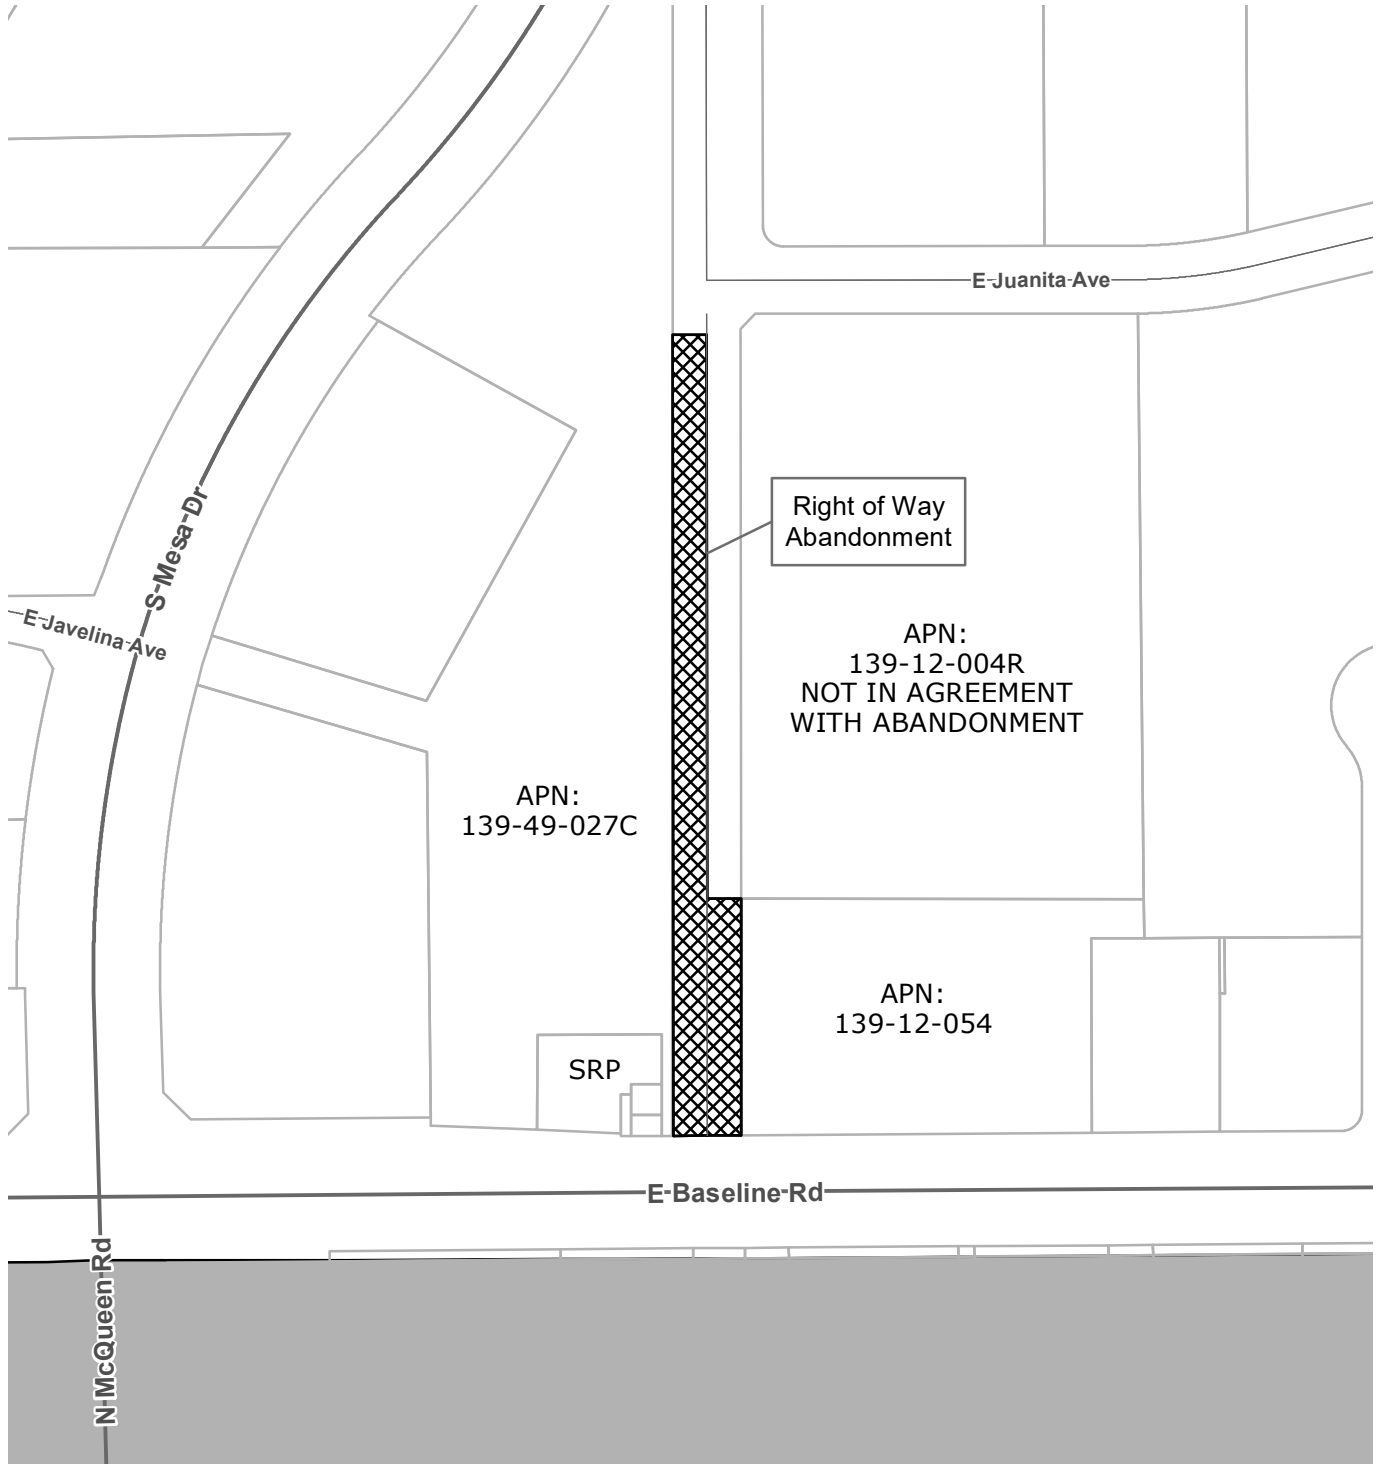 E Juanita Ave
Right of Way
Abandonment
S Mesa Dr
E Javelina Ave
APN:
139-12-004R
NOT IN AGREEMENT
WITH ABANDONMENT
APN:
139-49-027C
APN:
139-12-054
SRP
E Baseline Rd
N McQueen Rd